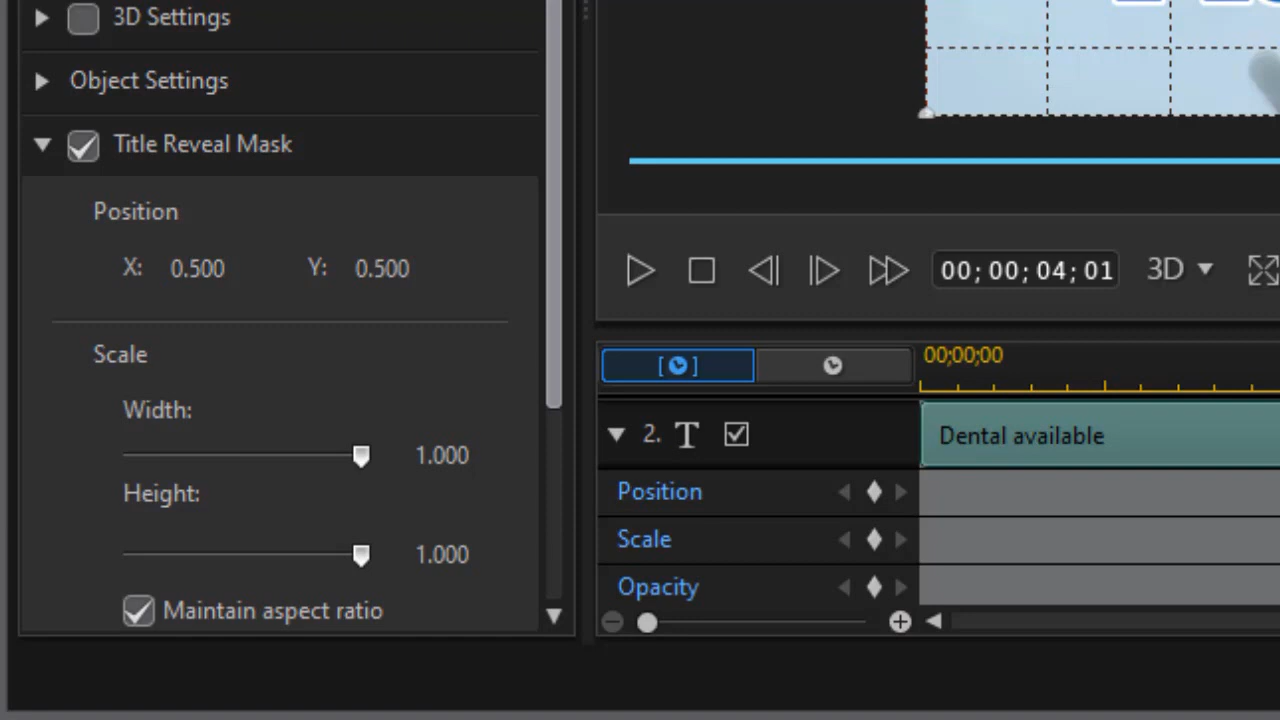 3D Settings
Object Settings
Title Reveal Mask
Position
X: 0.500 Y: 0.500
Scale
Width:
1.000
Height:
1.000
Maintain aspect ratio
00; 00; 04; 01 3D
00;00;00
2. T Dental available
Position
Scale
Opacity